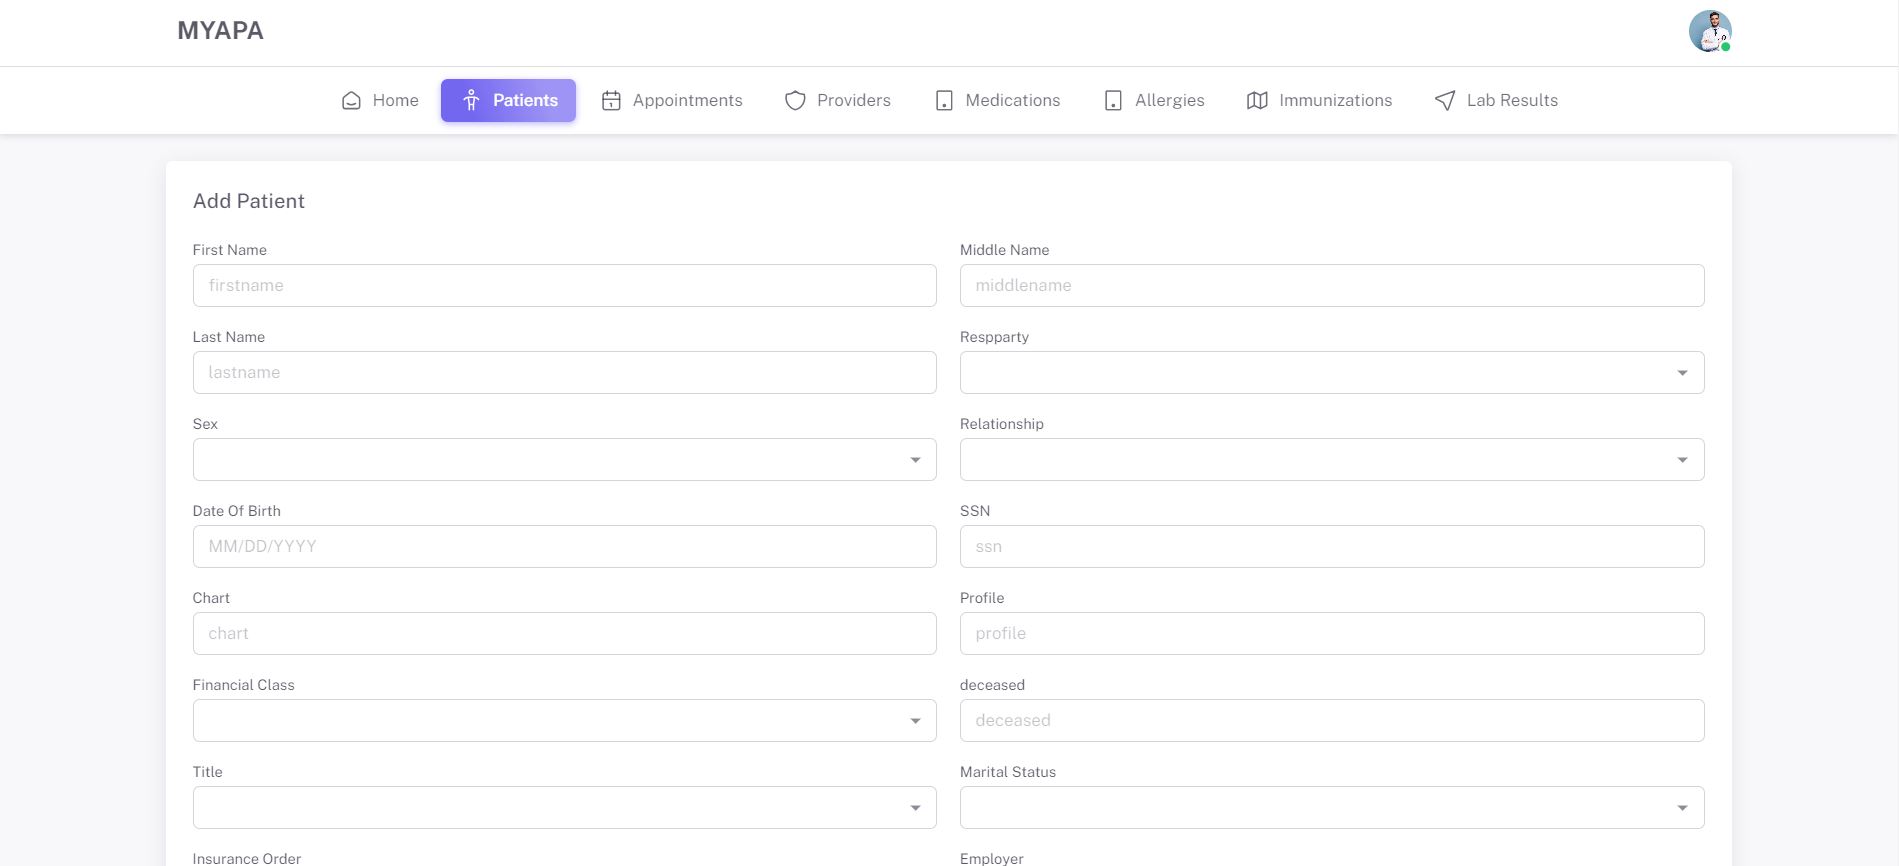 MYAPA
Home
Patients
Appointments
Providers
Medications
Allergies
Immunizations
Lab Results
Add Patient
First Name
firstname
Middle Name
middlename
Last Name
lastname
Respparty
Sex
Relationship
Date Of Birth
MM/DD/YYYY
SSN
ssn
Chart
chart
Profile
profile
Financial Class
deceased
deceased
Title
Marital Status
Insurance Order
Employer